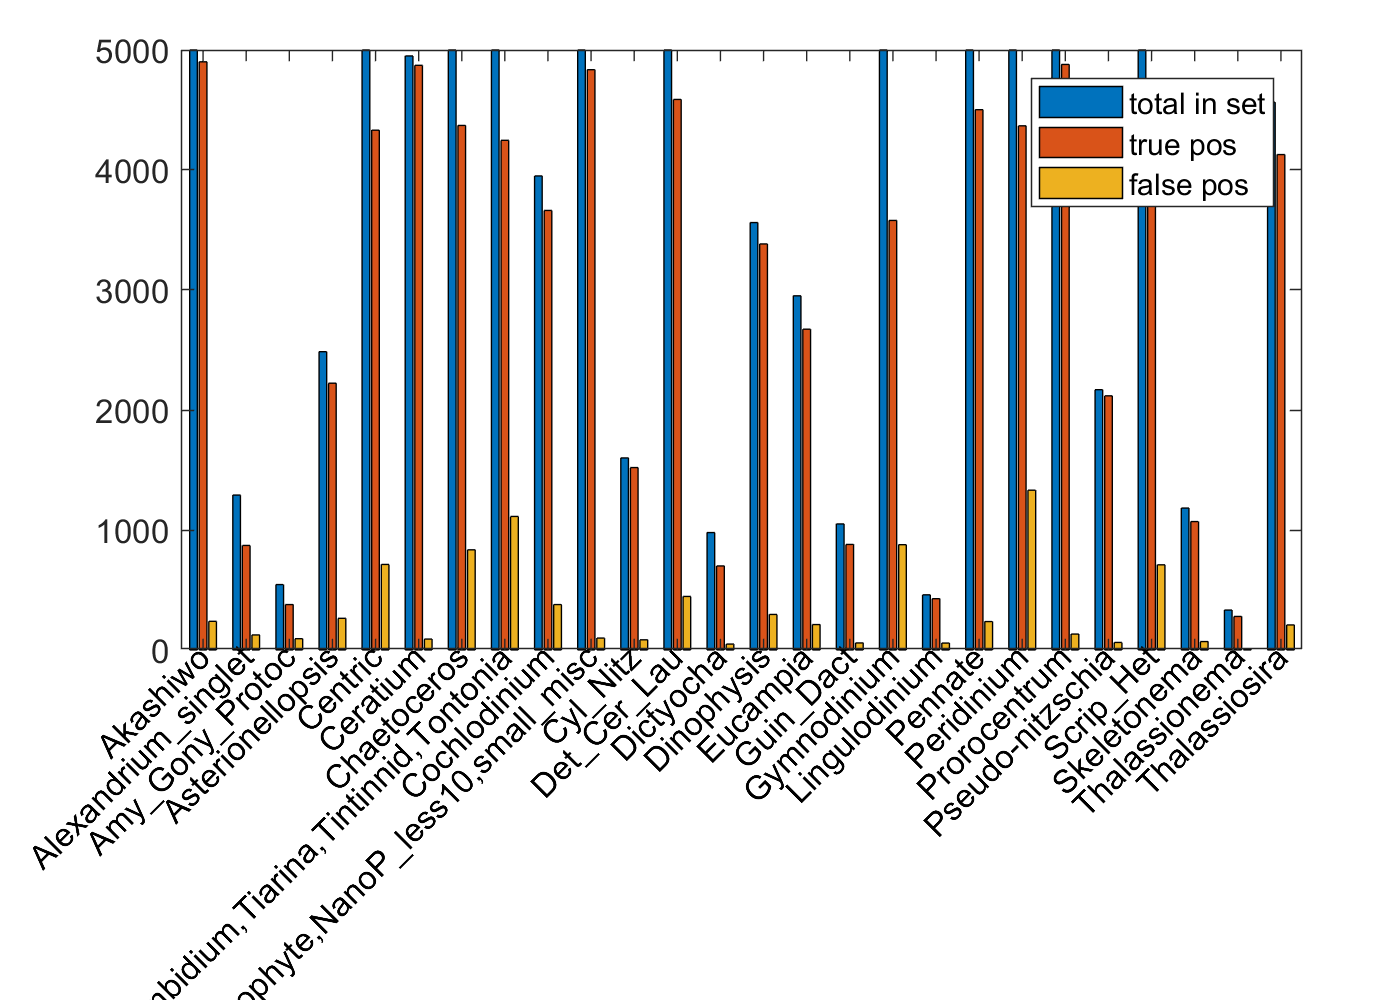 5000
4000
3000
2000
1000
0
total in set
true pos
false pos
Akashiwo
Alexandrium_singlet
Amy_Gony_Protoc
Asterionellopsis
Centric
Ceratium
Chaetoceros
mbidium,Tiarina,Tintinnid,Tontonia
Cochlodinium
ophyte,NanoP_less10,small_misc
Cyl_Nitz
Det_Cer_Lau
Dictyocha
Dinophysis
Eucampia
Guin_Dact
Gymnodinium
Lingulodinium
Pennate
Peridinium
Prorocentrum
Pseudo-nitzschia
Scrip_Het
Skeletonema
Thalassionema
Thalassiosira